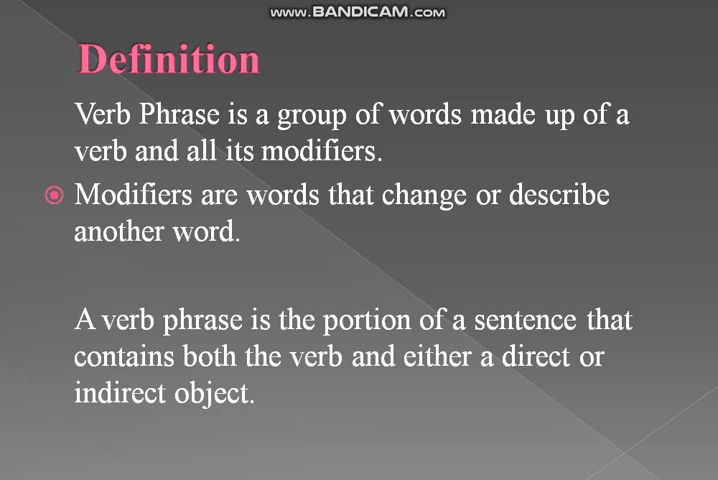 www.BANDICAM.com
Definition
Verb Phrase is a group of words made up of a
verb and all its modifiers.
Modifiers are words that change or describe
another word.
A verb phrase is the portion of a sentence that
contains both the verb and either a direct or
indirect object.